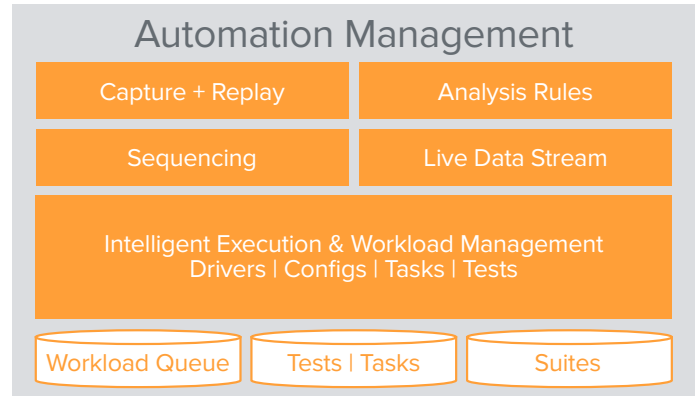 Automation Management
Capture + Replay
Analysis Rules
Sequencing
Live Data Stream
Intelligent Execution & Workload Management
Drivers | Configs | Tasks | Tests
Workload Queue
Tests | Tasks
Suites